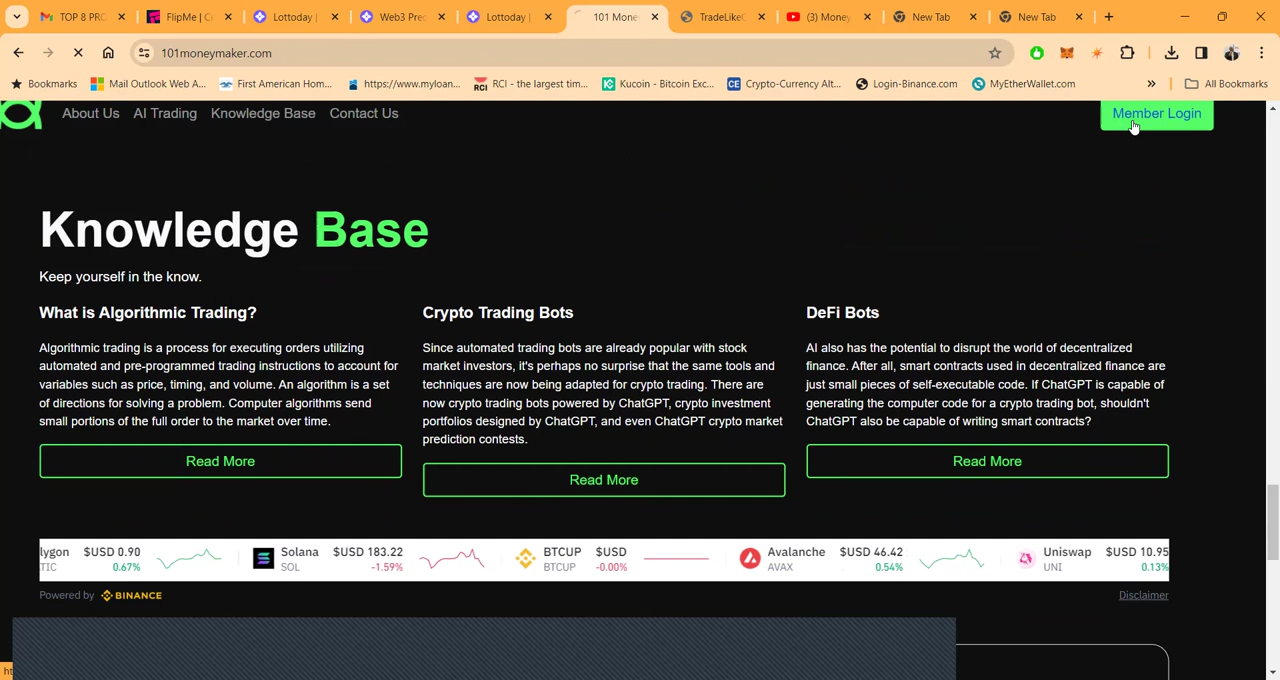 TOP 8 PRO
FlipMe | C
Lottoday |
Web3 Pre
Lottoday |
101 Mone
TradeLike
(3) Money
New Tab
New Tab
101moneymaker.com
Bookmarks
Mail Outlook Web A...
First American Hom...
https://www.myloan...
RCI - the largest tim...
Kucoin - Bitcoin Exc...
Crypto-Currency Alt...
Login-Binance.com
MyEtherWallet.com
»
All Bookmarks
About Us
AI Trading
Knowledge Base
Contact Us
Member Login
Knowledge Base
Keep yourself in the know.
What is Algorithmic Trading?
Algorithmic trading is a process for executing orders utilizing
automated and pre-programmed trading instructions to account for
variables such as price, timing, and volume. An algorithm is a set
of directions for solving a problem. Computer algorithms send
small portions of the full order to the market over time.
Read More
Crypto Trading Bots
Since automated trading bots are already popular with stock
market investors, it's perhaps no surprise that the same tools and
techniques are now being adapted for crypto trading. There are
now crypto trading bots powered by ChatGPT, crypto investment
portfolios designed by ChatGPT, and even ChatGPT crypto market
prediction contests.
Read More
DeFi Bots
AI also has the potential to disrupt the world of decentralized
finance. After all, smart contracts used in decentralized finance are
just small pieces of self-executable code. If ChatGPT is capable of
generating the computer code for a crypto trading bot, shouldn't
ChatGPT also be capable of writing smart contracts?
Read More
lygon $USD 0.90
TIC 0.67%
Solana $USD 183.22
SOL -1.59%
BTCUP $USD
BTCUP -0.00%
Avalanche $USD 46.42
AVAX 0.54%
Uniswap $USD 10.95
UNI 0.13%
Powered by BINANCE
Disclaimer
ht